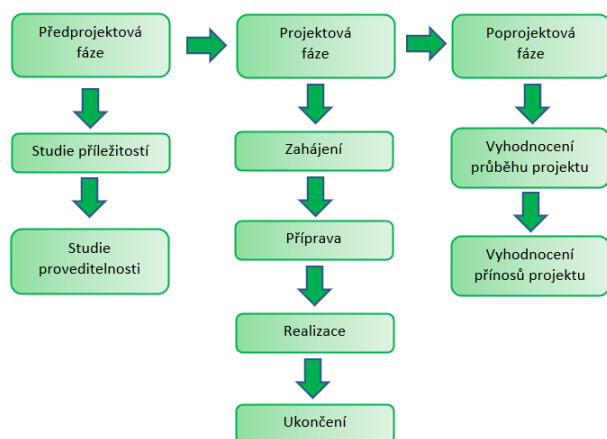 Předprojektová
fáze
Projektová
fáze
Poprojektová
fáze
Studie příležitostí
Studie
proveditelnosti
Zahájení
Příprava
Realizace
Ukončení
Vyhodnocení
průběhu projektu
Vyhodnocení
přínosů projektu